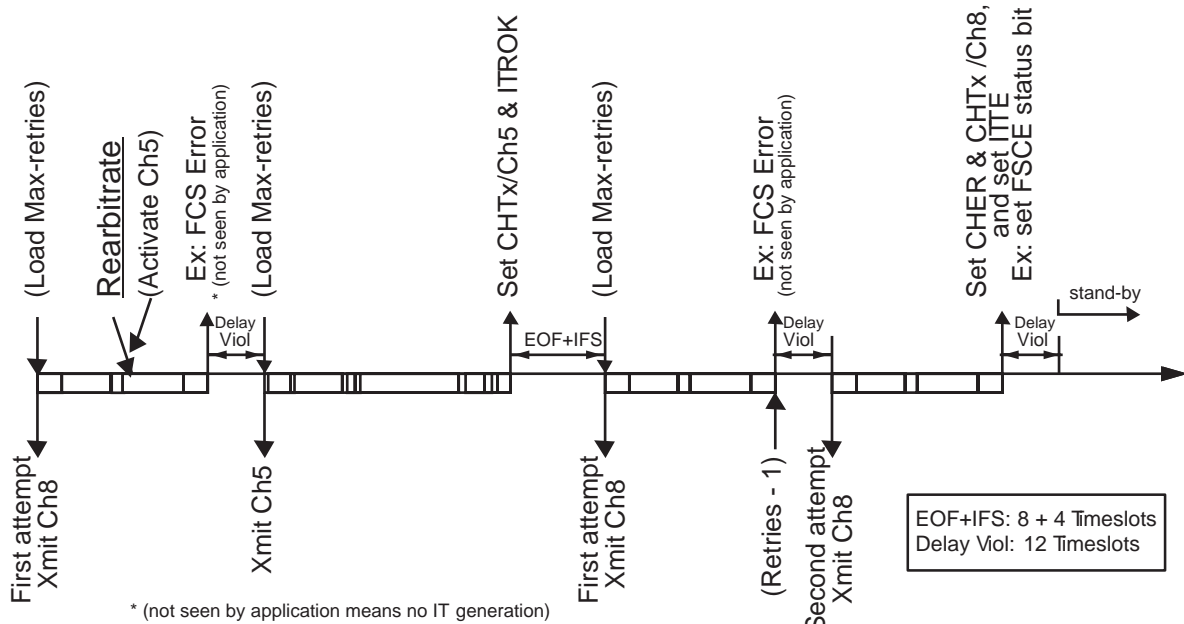 (Load Max-retries)
Rearbitrate
(Activate Ch5)
Ex: FCS Error
* (not seen by application)
(Load Max-retries)
Set CHTx/Ch5 & ITROK
(Load Max-retries)
Ex: FCS Error
(not seen by application)
Set CHER & CHTx /Ch8,
and set ITTE
Ex: set FSCE status bit
stand-by
Delay
Viol
EOF+IFS
Delay
Viol
Delay
Viol
First attempt
Xmit Ch8
Xmit Ch5
First attempt
Xmit Ch8
(Retries - 1)
Second attempt
Xmit Ch8
EOF+IFS: 8 + 4 Timeslots
Delay Viol: 12 Timeslots
* (not seen by application means no IT generation)